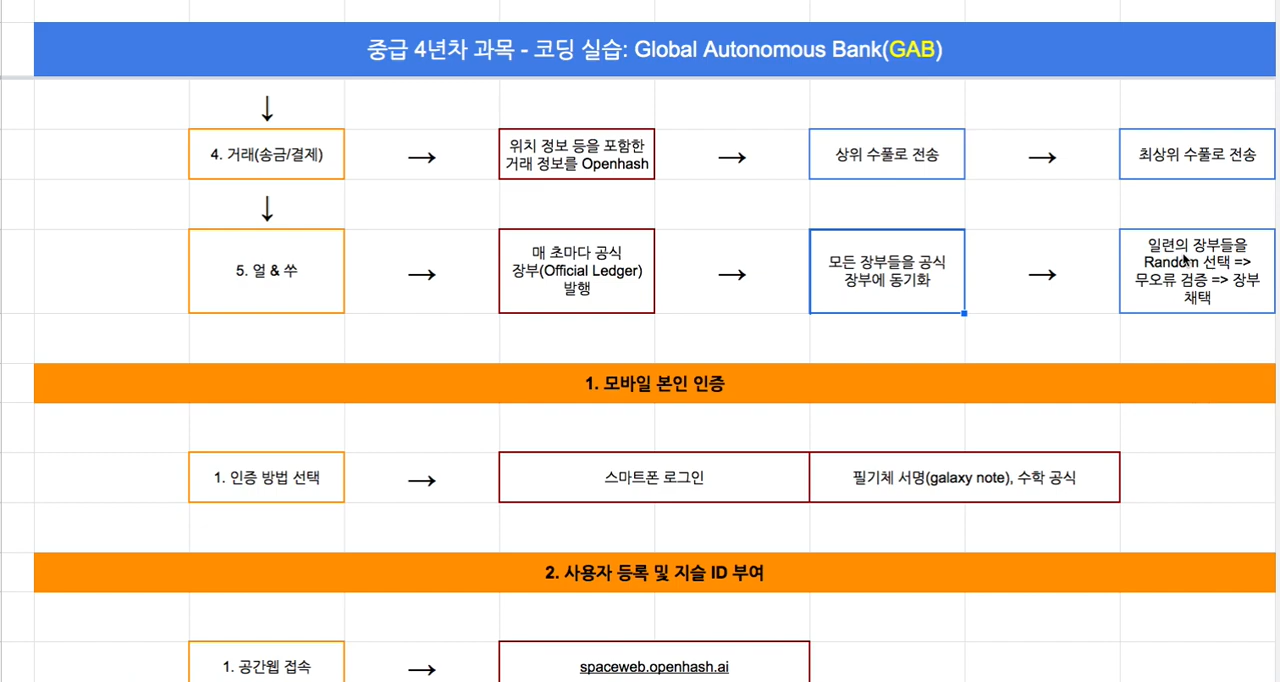 중급 4년차 과목 - 코딩 실습: Global Autonomous Bank(GAB)
↓
4. 거래(송금/결제)
→
위치 정보 등을 포함한
거래 정보를 Openhash
→
상위 수풀로 전송
→
최상위 수풀로 전송
↓
5. 얼 & 쑤
→
매 초마다 공식
장부(Official Ledger)
발행
→
모든 장부들을 공식
장부에 동기화
→
일련의 장부들을
Random 선택 =>
무오류 검증 => 장부
채택
1. 모바일 본인 인증
1. 인증 방법 선택
→
스마트폰 로그인
필기체 서명(galaxy note), 수학 공식
2. 사용자 등록 및 지슬 ID 부여
1. 공간웹 접속
→
spaceweb.openhash.ai